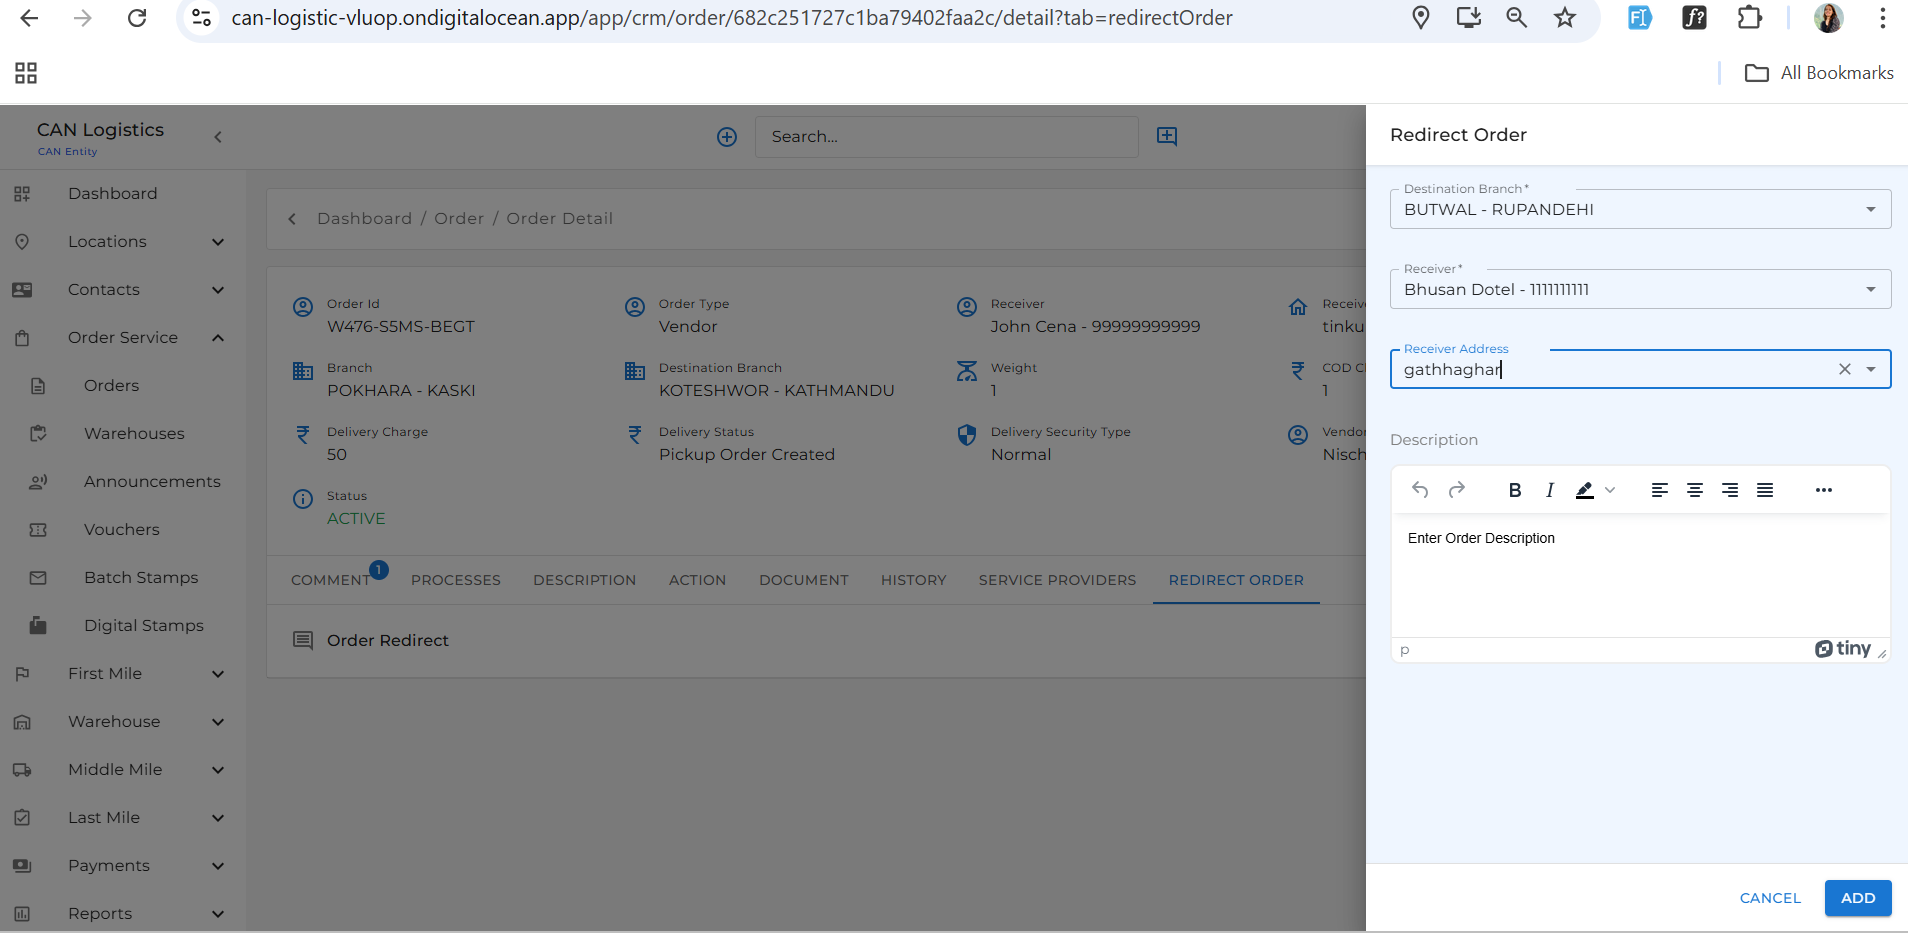 can-logistic-vluop.ondigitalocean.app/app/crm/order/682c251727c1ba79402faa2c/detail?tab=redirectOrder
All Bookmarks
CAN Logistics
CAN Entity
Search...
Redirect Order
Dashboard
Locations
Contacts
Order Service
Orders
Warehouses
Announcements
Vouchers
Batch Stamps
Digital Stamps
First Mile
Warehouse
Middle Mile
Last Mile
Payments
Reports
Dashboard / Order / Order Detail
Order Id
W476-S5MS-BEGT
Order Type
Vendor
Receiver
John Cena - 99999999999
Receive
tinku
Branch
POKHARA - KASKI
Destination Branch
KOTESHWOR - KATHMANDU
Weight
1
COD C
1
Delivery Charge
50
Delivery Status
Pickup Order Created
Delivery Security Type
Normal
Vendor
Nisch
Status
ACTIVE
COMMENT 1 PROCESSES DESCRIPTION ACTION DOCUMENT HISTORY SERVICE PROVIDERS REDIRECT ORDER
Order Redirect
Destination Branch *
BUTWAL - RUPANDEHI
Receiver *
Bhusan Dotel - 1111111111
Receiver Address
gathhaghar
Description
B I
Enter Order Description
p
tiny
CANCEL
ADD